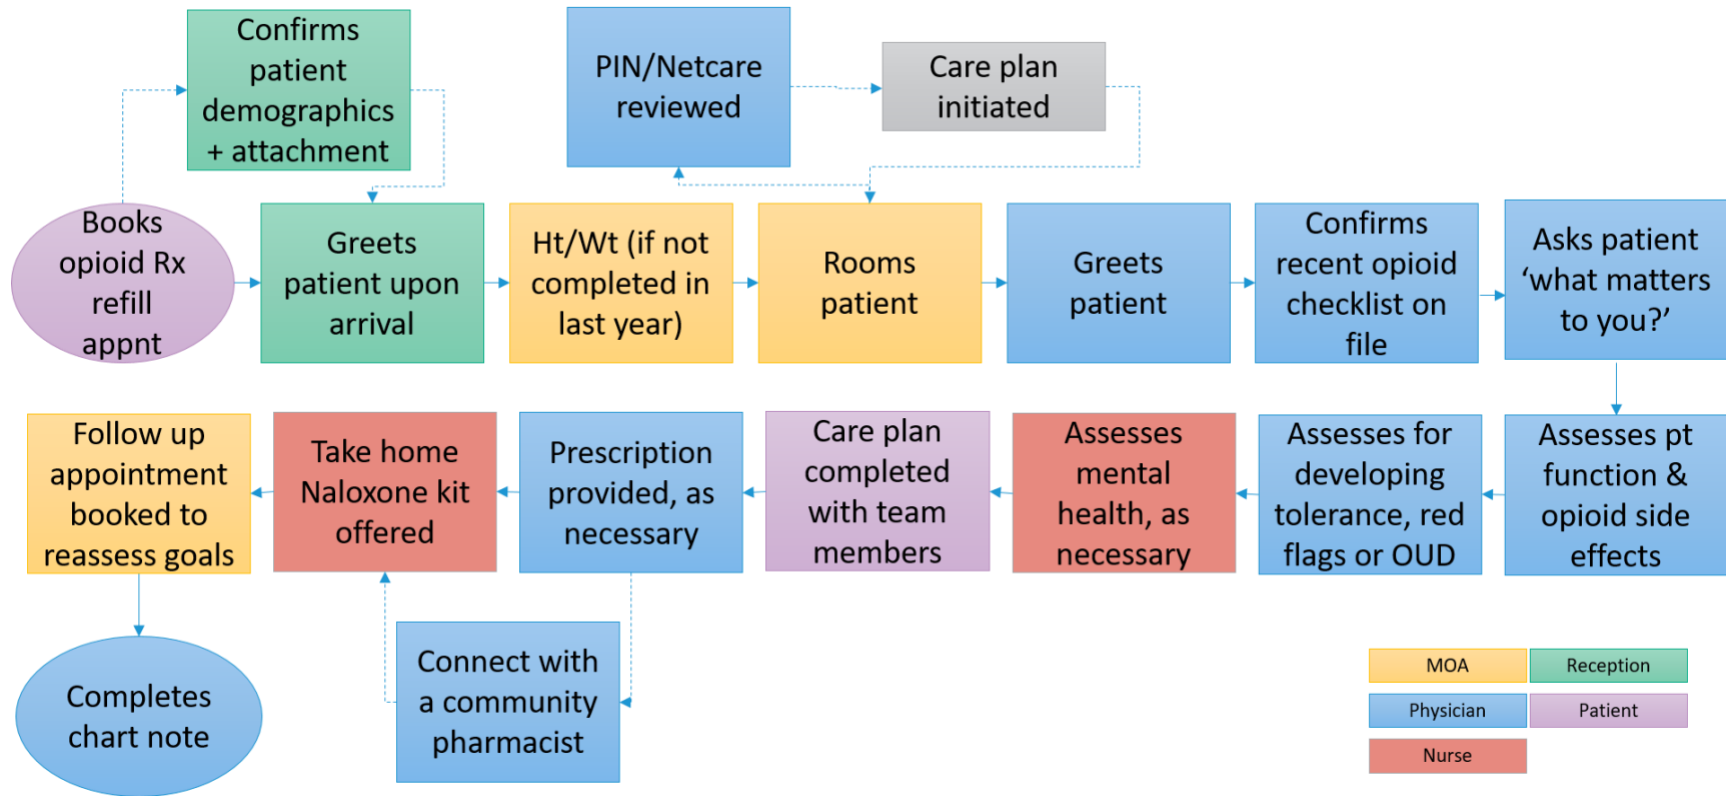 Confirms
patient
demographics
+ attachment
PIN/Netcare
reviewed
Care plan
initiated
Books
opioid Rx
refill
appnt
Greets
patient upon
arrival
Ht/Wt (if not
completed in
last year)
Rooms
patient
Greets
patient
Confirms
recent opioid
checklist on
file
Asks patient
‘what matters
to you?’
Follow up
appointment
booked to
reassess goals
Take home
Naloxone kit
offered
Prescription
provided, as
necessary
Care plan
completed
with team
members
Assesses
mental
health, as
necessary
Assesses for
developing
tolerance, red
flags or OUD
Assesses pt
function &
opioid side
effects
Completes
chart note
Connect with
a community
pharmacist
MOA
Reception
Physician
Patient
Nurse